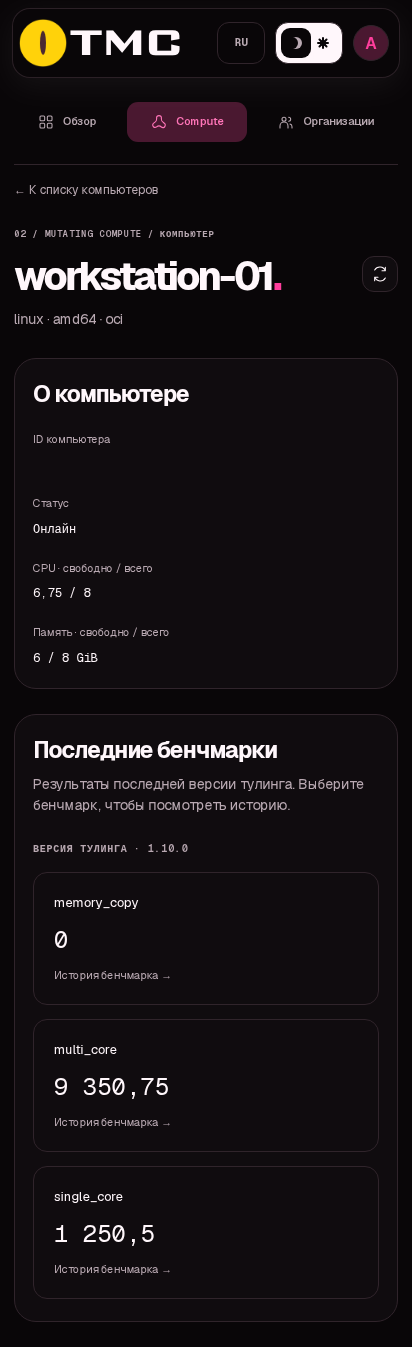 TMC
RU
A
Обзор
Compute
Организации
← К списку компьютеров
02 / MUTATING COMPUTE / КОМПЬЮТЕР
workstation-01.
linux · amd64 · oci
О компьютере
ID компьютера
Статус
Онлайн
CPU · свободно / всего
6,75 / 8
Память · свободно / всего
6 / 8 GiB
Последние бенчмарки
Результаты последней версии тулинга. Выберите
бенчмарк, чтобы посмотреть историю.
ВЕРСИЯ ТУЛИНГА · 1.10.0
memory_copy
0
История бенчмарка →
multi_core
9 350,75
История бенчмарка →
single_core
1 250,5
История бенчмарка →